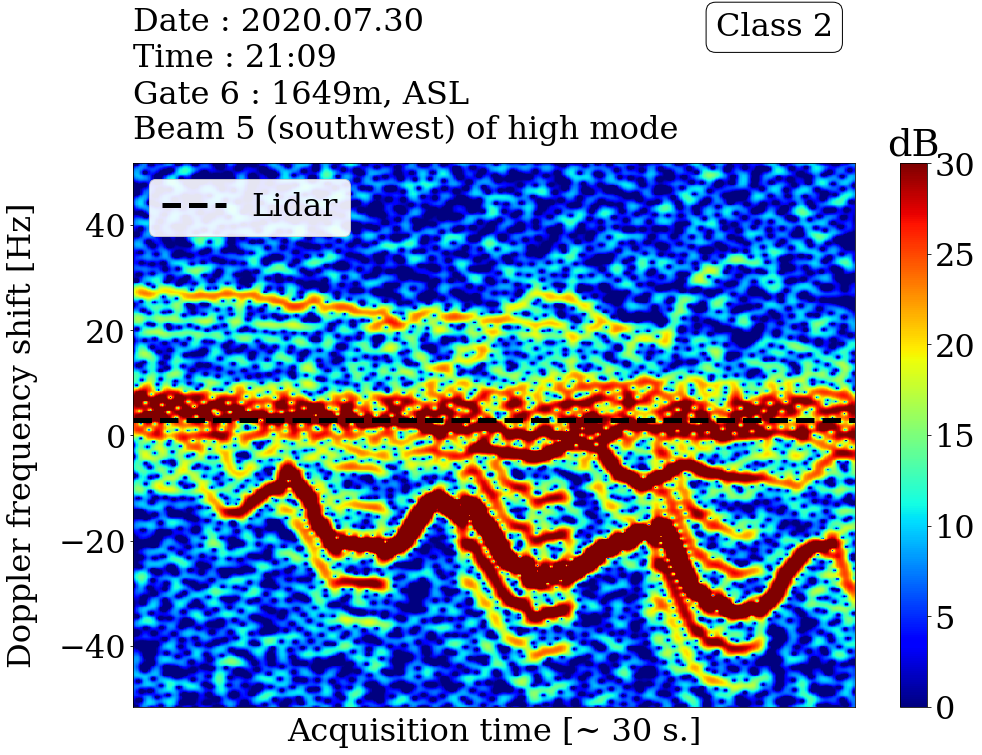 Date : 2020.07.30
Class 2
Time : 21:09
Gate 6 : 1649m, ASL
Beam 5 (southwest) of high mode
dB
Lidar
Doppler frequency shift [Hz]
40
20
0
−20
−40
Acquisition time [~ 30 s.]
30
25
20
15
10
5
0